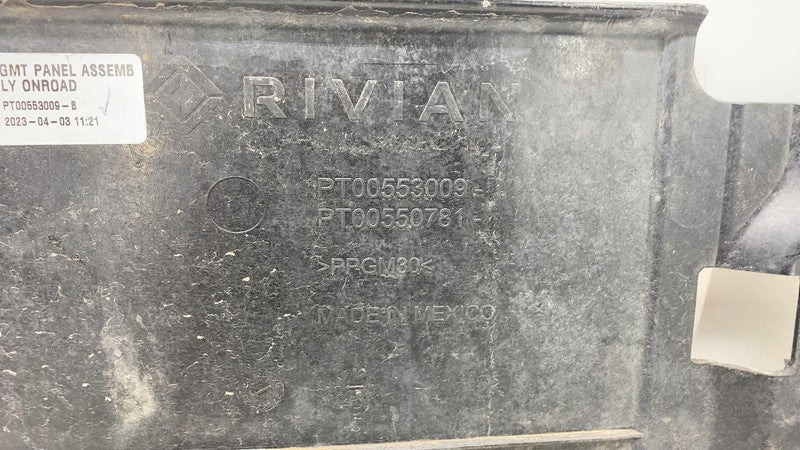 GMT PANEL ASSEMB
LY ONROAD
PT00553009-B
2023-04-03 11:21
RIVIAN
PT00553009-
PT00550781-
>PPGM30<
MADE IN MEXICO